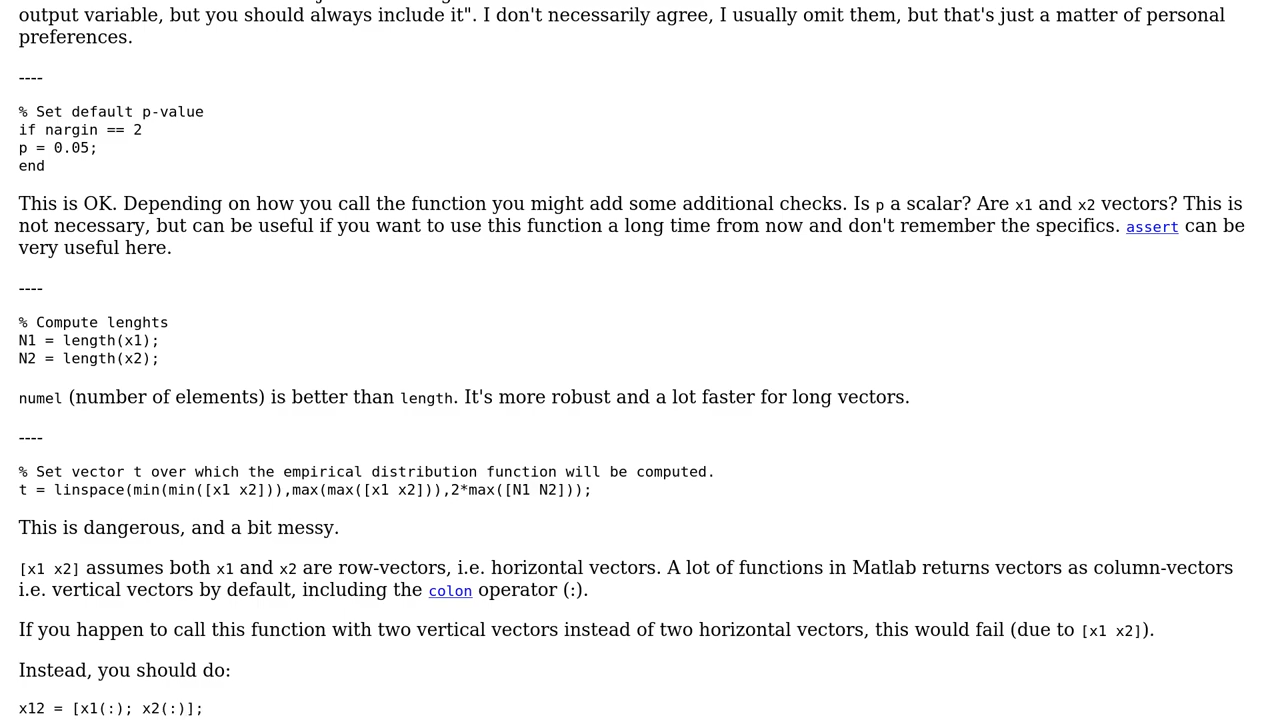 output variable, but you should always include it". I don't necessarily agree, I usually omit them, but that's just a matter of personal
preferences.
----
% Set default p-value
if nargin == 2
p = 0.05;
end
This is OK. Depending on how you call the function you might add some additional checks. Is p a scalar? Are x1 and x2 vectors? This is
not necessary, but can be useful if you want to use this function a long time from now and don't remember the specifics. assert can be
very useful here.
----
% Compute lenghts
N1 = length(x1);
N2 = length(x2);
numel (number of elements) is better than length. It's more robust and a lot faster for long vectors.
----
% Set vector t over which the empirical distribution function will be computed.
t = linspace(min(min([x1 x2])),max(max([x1 x2])),2*max([N1 N2]));
This is dangerous, and a bit messy.
[x1 x2] assumes both x1 and x2 are row-vectors, i.e. horizontal vectors. A lot of functions in Matlab returns vectors as column-vectors
i.e. vertical vectors by default, including the colon operator (:).
If you happen to call this function with two vertical vectors instead of two horizontal vectors, this would fail (due to [x1 x2]).
Instead, you should do:
x12 = [x1(:); x2(:)];